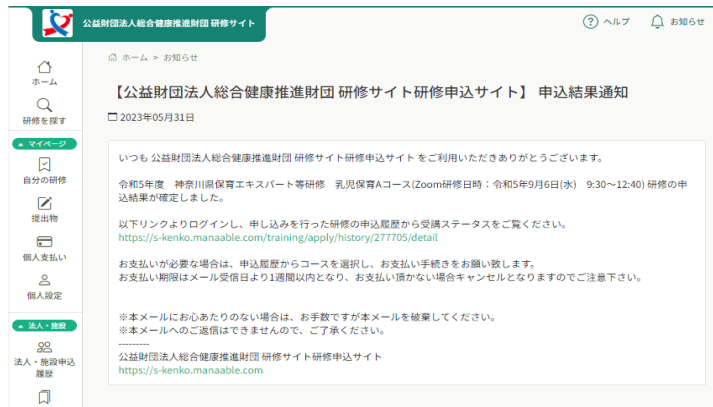 公益財団法人総合健康推進財団 研修サイト
ヘルプ
お知らせ
ホーム
研修を探す
マイページ
自分の研修
提出物
個人支払い
個人設定
法人・施設
法人・施設申込
履歴
ホーム > お知らせ
【公益財団法人総合健康推進財団 研修サイト研修申込サイト】 申込結果通知
2023年05月31日
いつも 公益財団法人総合健康推進財団 研修サイト研修申込サイト をご利用いただきありがとうございます。
令和5年度　神奈川県保育エキスパート等研修　乳児保育Aコース(Zoom研修日時：令和5年9月6日(水)　9:30～12:40) 研修の申
込結果が確定しました。
以下リンクよりログインし、申し込みを行った研修の申込履歴から受講ステータスをご覧ください。
https://s-kenko.manaable.com/training/apply/history/277705/detail
お支払いが必要な場合は、申込履歴からコースを選択し、お支払い手続きをお願い致します。
お支払い期限はメール受信日より1週間以内となり、お支払い頂かない場合キャンセルとなりますのでご注意下さい。
※本メールにお心あたりのない場合は、お手数ですが本メールを破棄してください。
※本メールへのご返信はできませんので、ご了承ください。
---------
公益財団法人総合健康推進財団 研修サイト研修申込サイト
https://s-kenko.manaable.com